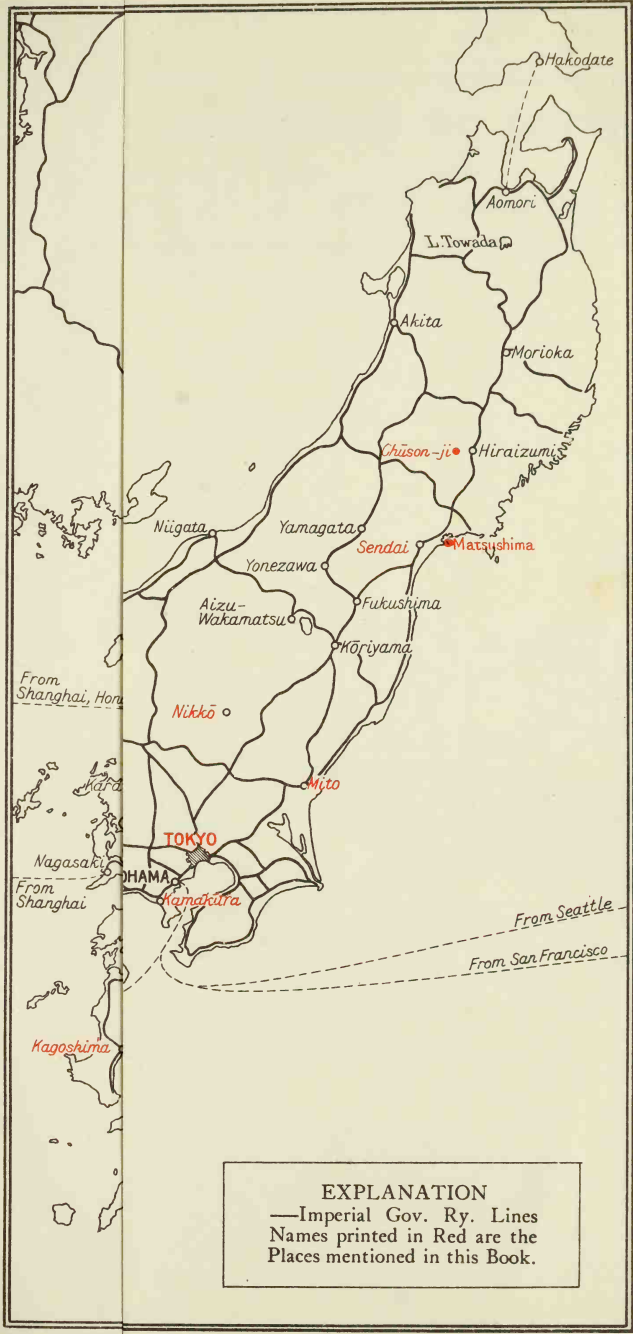 Hakodate
Aomori
L. Towada
Akita
Morioka
Chūson-ji
Hiraizumi
Niigata
Yamagata
Sendai
Matsushima
Yonezawa
Aizu-
Wakamatsu
Fukushima
Kōriyama
From
Shanghai, Hon
Nikkō
Kara
Mito
TOKYO
Nagasaki
OHAMA
From
Shanghai
Kamakura
From Seattle
From San Francisco
Kagoshima
EXPLANATION
—Imperial Gov. Ry. Lines
Names printed in Red are the
Places mentioned in this Book.